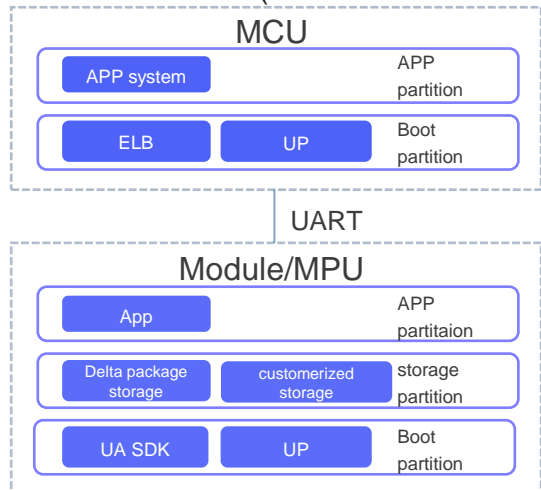 MCU
APP system
APP
partition
ELB
UP
Boot
partition
UART
Module/MPU
App
APP
partitaion
Delta package
storage
customerized
storage
storage
partition
UA SDK
UP
Boot
partition